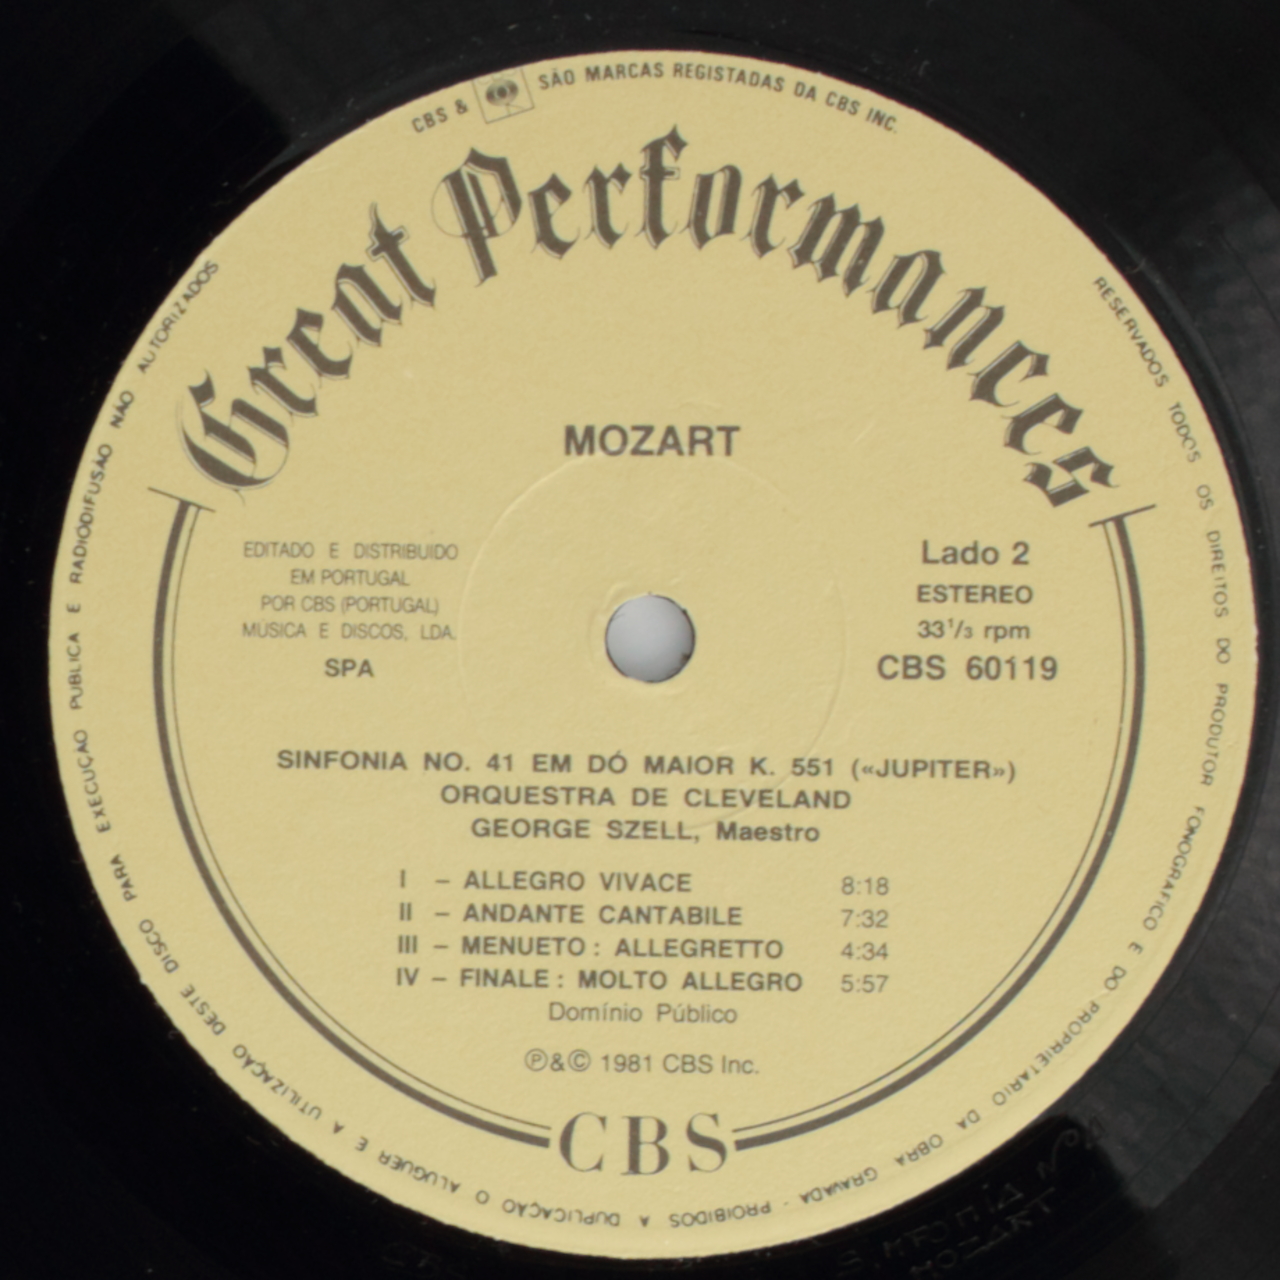 CBS & SÃO MARCAS REGISTADAS DA CBS INC.
Great Performances
MOZART
EDITADO E DISTRIBUIDO
EM PORTUGAL
POR CBS (PORTUGAL)
MÚSICA E DISCOS, LDA.
SPA
Lado 2
ESTEREO
33 1/3 rpm
CBS 60119
SINFONIA NO. 41 EM DÓ MAIOR K. 551 («JUPITER»)
ORQUESTRA DE CLEVELAND
GEORGE SZELL, Maestro
I – ALLEGRO VIVACE 8:18
II – ANDANTE CANTABILE 7:32
III – MENUETO : ALLEGRETTO 4:34
IV – FINALE : MOLTO ALLEGRO 5:57
Domínio Público
℗&© 1981 CBS Inc.
CBS
RESERVADOS TODOS OS DIREITOS DO PRODUTOR FONOGRAFICO E DO PROPRIETARIO DA OBRA GRAVADA - PROIBIDOS A DUPLICAÇÃO O ALUGUER E A UTILIZAÇÃO DESTE DISCO PARA EXECUÇÃO PUBLICA E RADIODIFUSÃO NÃO AUTORIZADOS
MOZART